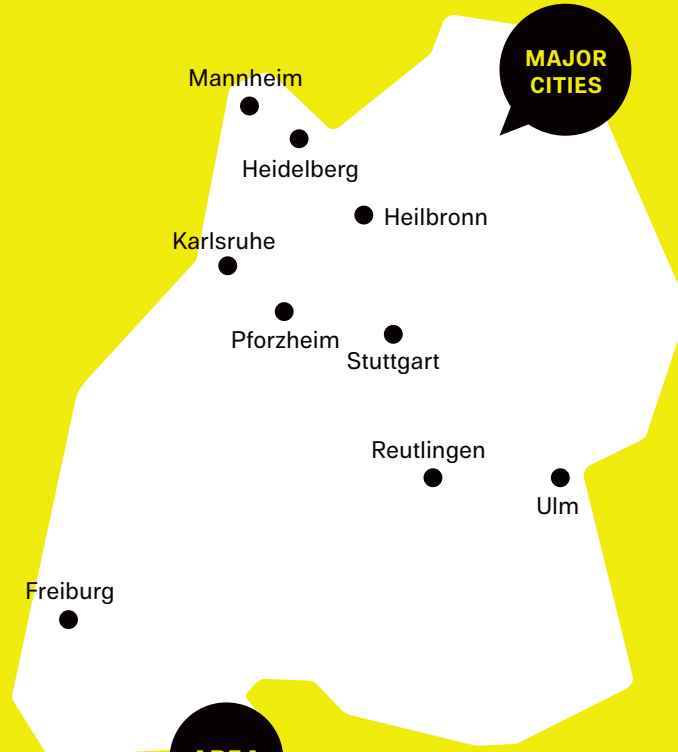 MAJOR
CITIES
Mannheim
Heidelberg
Heilbronn
Karlsruhe
Pforzheim
Stuttgart
Reutlingen
Ulm
Freiburg